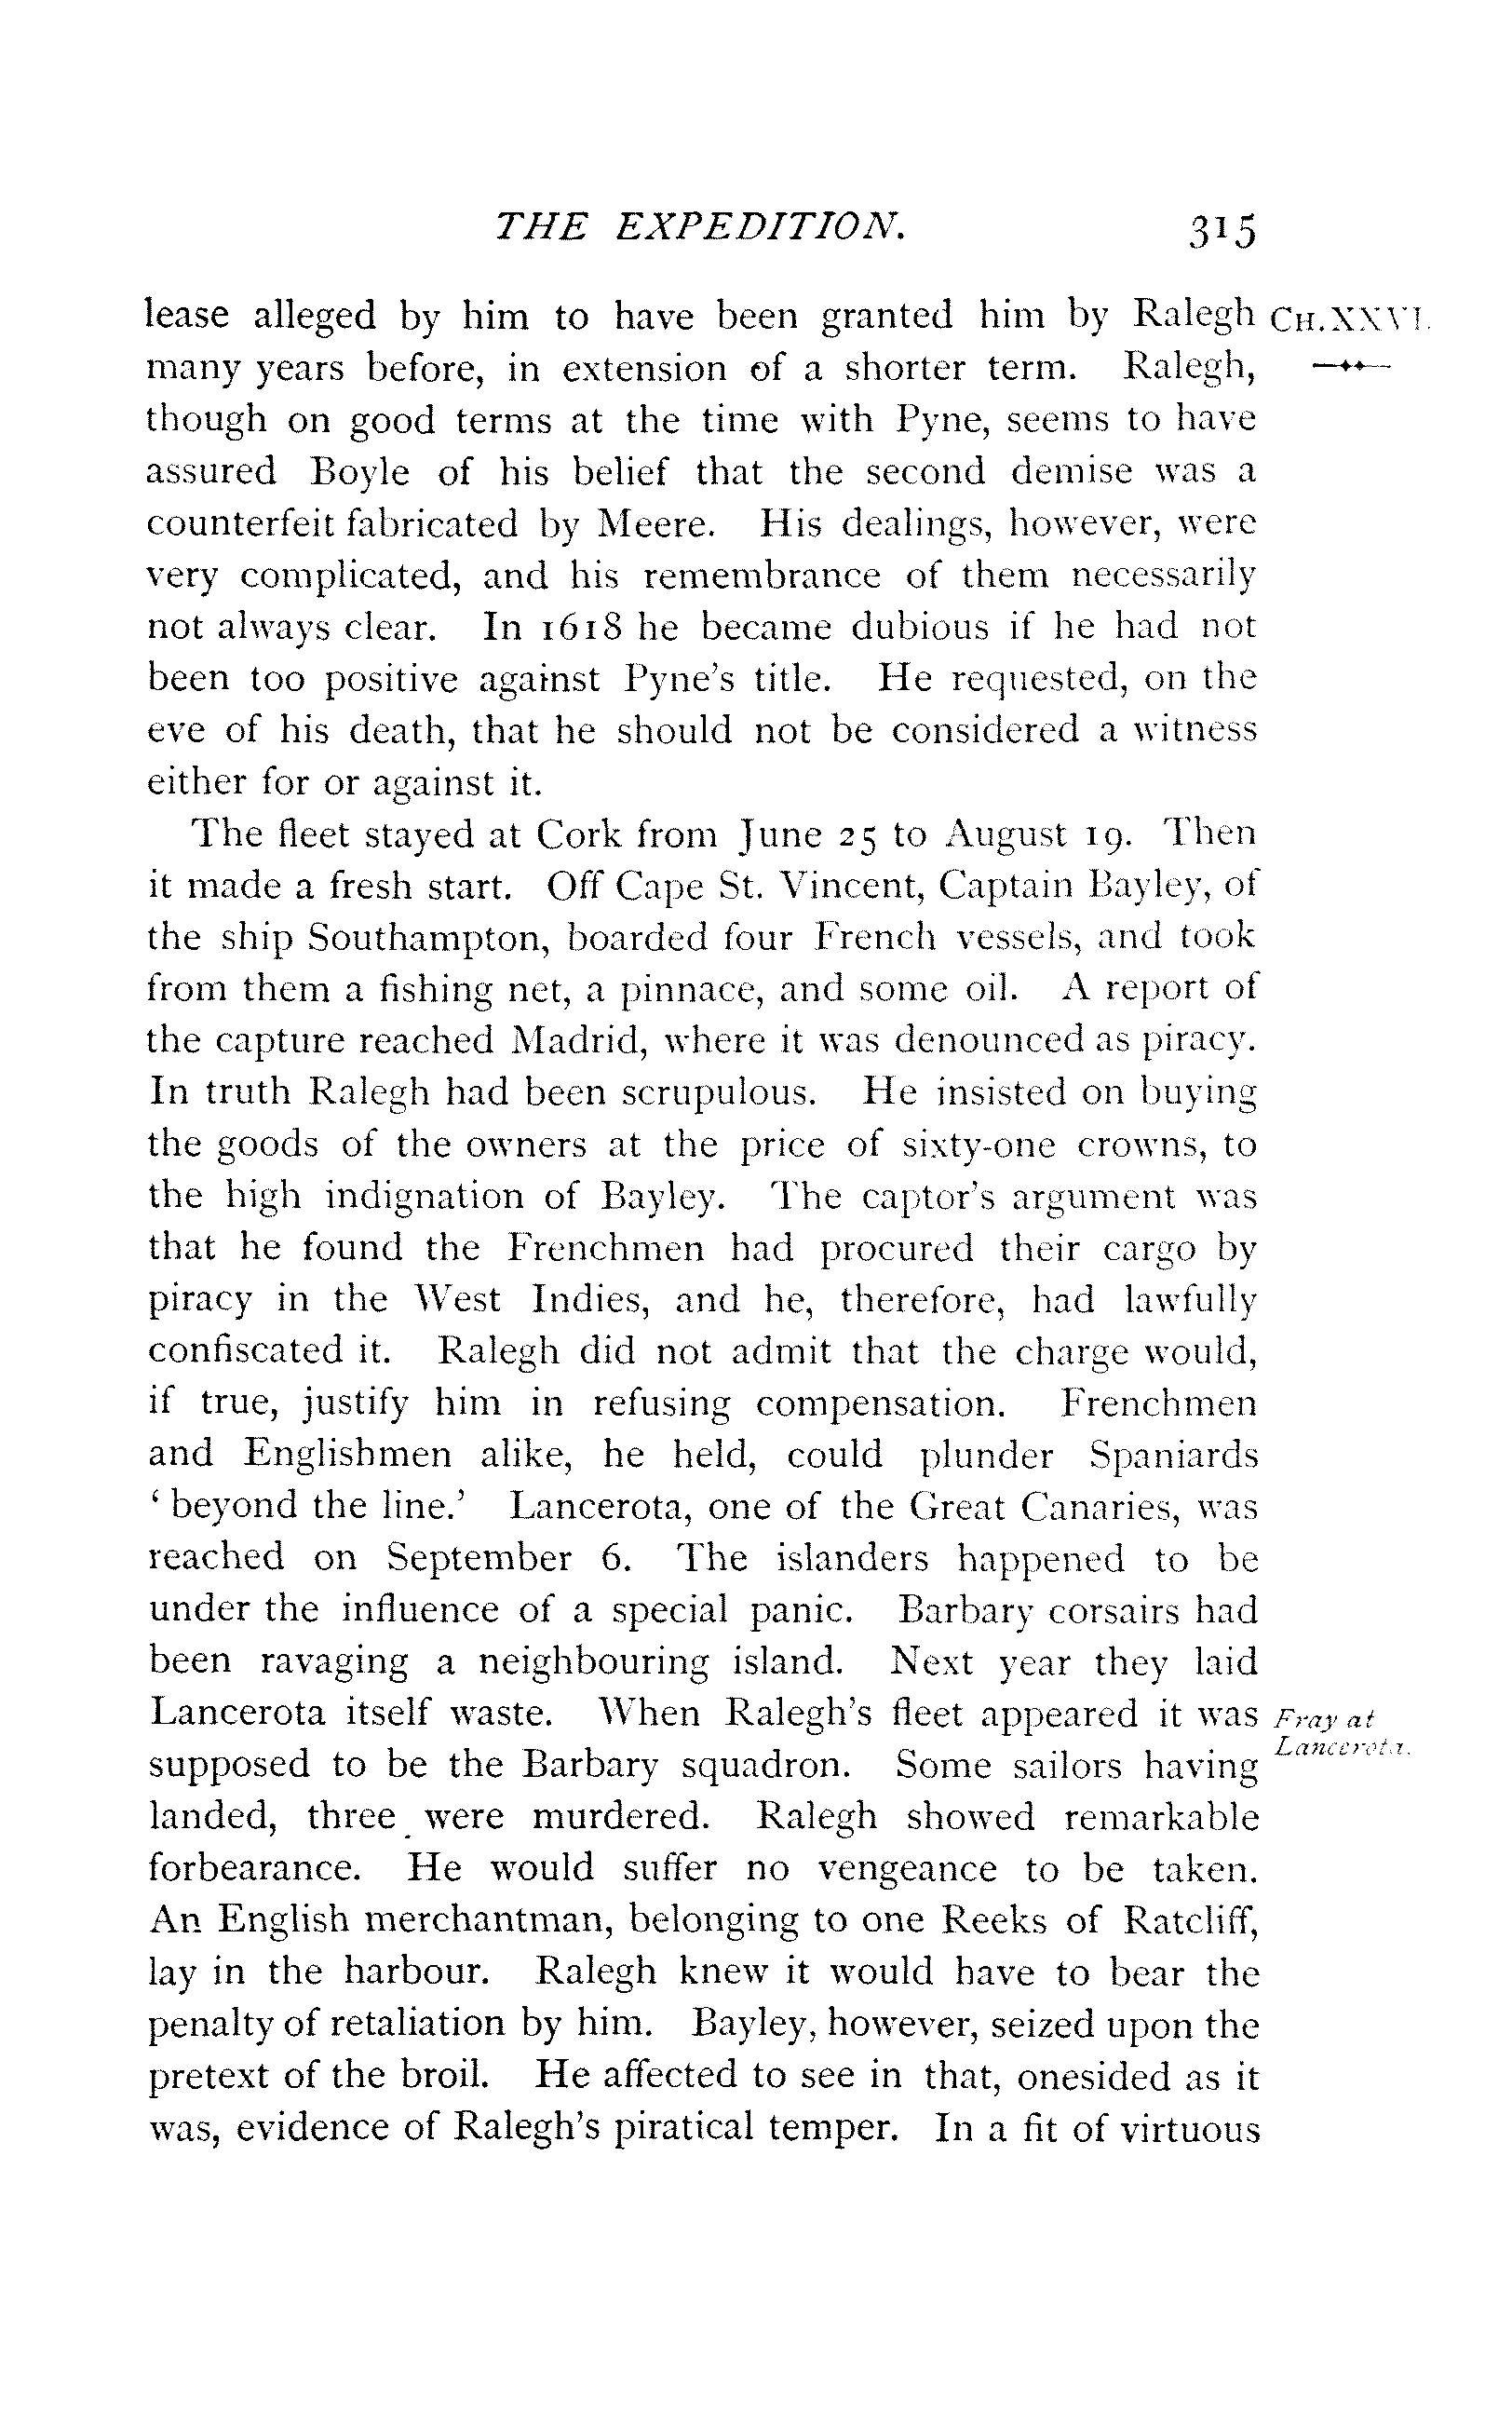 THE EXPEDITION. 315
lease alleged by him to have been granted him by Ralegh CH. XXVI.
many years before, in extension of a shorter term. Ralegh,
though on good terms at the time with Pyne, seems to have
assured Boyle of his belief that the second demise was a
counterfeit fabricated by Meere. His dealings, however, were
very complicated, and his remembrance of them necessarily
not always clear. In 1618 he became dubious if he had not
been too positive against Pyne's title. He requested, on the
eve of his death, that he should not be considered a witness
either for or against it.
The fleet stayed at Cork from June 25 to August 19. Then
it made a fresh start. Off Cape St. Vincent, Captain Bayley, of
the ship Southampton, boarded four French vessels, and took
from them a fishing net, a pinnace, and some oil. A report of
the capture reached Madrid, where it was denounced as piracy.
In truth Ralegh had been scrupulous. He insisted on buying
the goods of the owners at the price of sixty-one crowns, to
the high indignation of Bayley. The captor's argument was
that he found the Frenchmen had procured their cargo by
piracy in the West Indies, and he, therefore, had lawfully
confiscated it. Ralegh did not admit that the charge would,
if true, justify him in refusing compensation. Frenchmen
and Englishmen alike, he held, could plunder Spaniards
‘beyond the line.’ Lancerota, one of the Great Canaries, was
reached on September 6. The islanders happened to be
under the influence of a special panic. Barbary corsairs had
been ravaging a neighbouring island. Next year they laid
Lancerota itself waste. When Ralegh's fleet appeared it was
Fray at
Lancerota.
supposed to be the Barbary squadron. Some sailors having
landed, three were murdered. Ralegh showed remarkable
forbearance. He would suffer no vengeance to be taken.
An English merchantman, belonging to one Reeks of Ratcliff,
lay in the harbour. Ralegh knew it would have to bear the
penalty of retaliation by him. Bayley, however, seized upon the
pretext of the broil. He affected to see in that, onesided as it
was, evidence of Ralegh's piratical temper. In a fit of virtuous